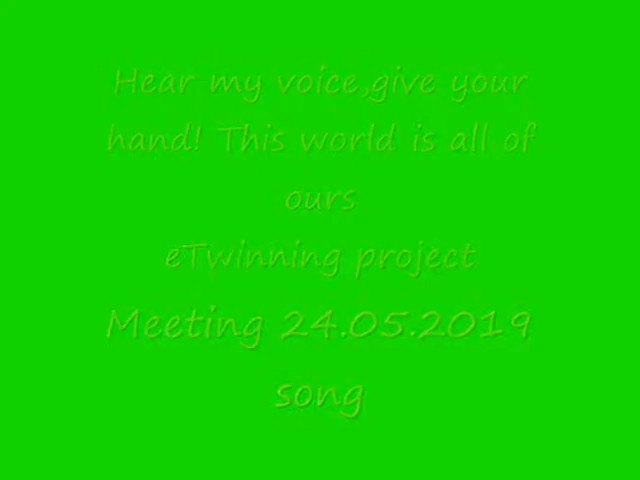 Hear my voice,give your
hand! This world is all of
ours
eTwinning project
Meeting 24.05.2019
song